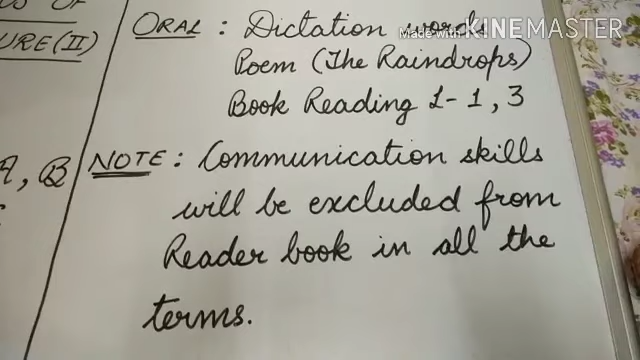 S OF
URE (II)
A, B
ORAL : Dictation words
Poem (The Raindrops)
Book Reading L-1, 3
NOTE : Communication skills
will be excluded from
Reader book in all the
terms.
Made with KINEMASTER